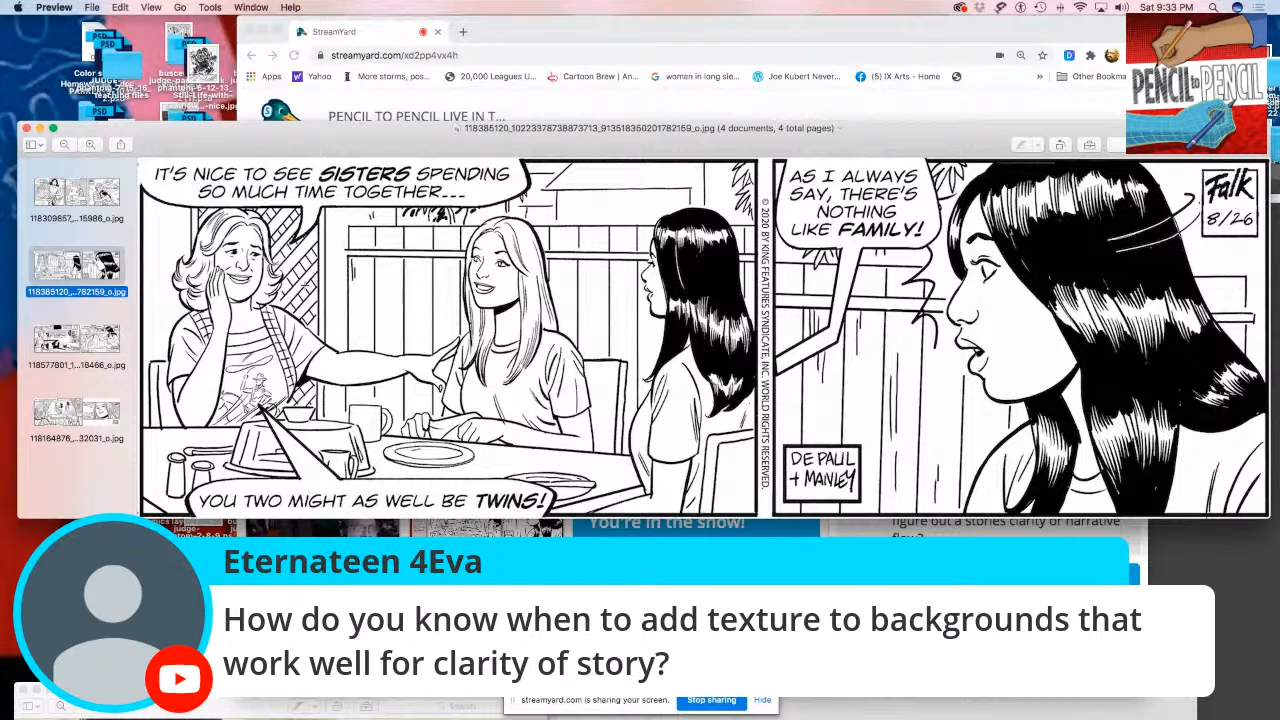 Preview File Edit View Go Tools Window Help
Sat 9:33 PM
StreamYard
streamyard.com/xd2pp4vx4h
Apps Yahoo More storms, pos... 20,000 Leagues U... Cartoon Brew | An... woman in long sle... Joe Kubert Never... (5) IX Arts - Home
Other Bookma
PENCIL TO PENCIL LIVE IN T...
PENCIL to PENCIL
118385120_10223378738873713_913518350201782159_o.jpg (4 documents, 4 total pages)
118309857_...15986_o.jpg
118385120_...782159_o.jpg
118577801_1...18466_o.jpg
118164876_...32031_o.jpg
IT'S NICE TO SEE SISTERS SPENDING
SO MUCH TIME TOGETHER---
YOU TWO MIGHT AS WELL BE TWINS!
© 2020 BY KING FEATURES SYNDICATE, INC. WORLD RIGHTS RESERVED.
AS I ALWAYS
SAY, THERE'S
NOTHING
LIKE FAMILY!
Falk
8/26
DE PAUL
+ MANLEY
You're in the show!
figure out a stories clarity or narrative
Eternateen 4Eva
How do you know when to add texture to backgrounds that
work well for clarity of story?
streamyard.com is sharing your screen. Stop sharing Hide
Search